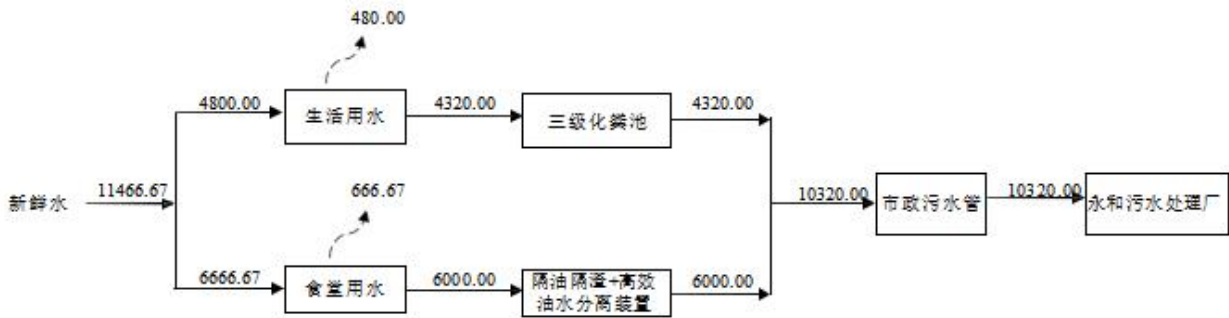 480.00
4800.00
生活用水
4320.00
三级化粪池
4320.00
新鲜水
11466.67
666.67
10320.00
市政污水管
10320.00
永和污水处理厂
6666.67
食堂用水
6000.00
隔油隔渣+高效
油水分离装置
6000.00